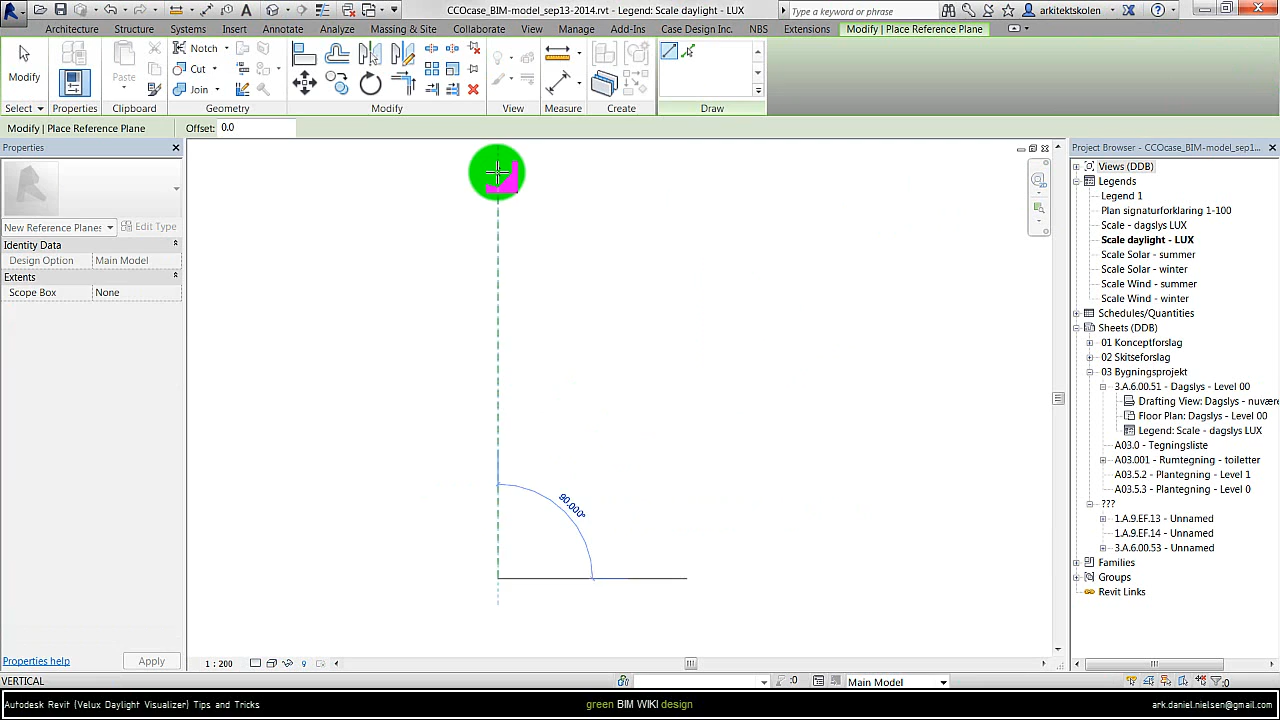 CCOcase_BIM-model_sep13-2014.rvt - Legend: Scale daylight - LUX
Type a keyword or phrase
arkitektskolen
Architecture Structure Systems Insert Annotate Analyze Massing & Site Collaborate View Manage Add-Ins Case Design Inc. NBS Extensions Modify | Place Reference Plane
Modify
Paste
Notch
Cut
Join
Select Properties Clipboard Geometry Modify View Measure Create Draw
Modify | Place Reference Plane Offset: 0.0
Properties
New Reference Planes Edit Type
Identity Data
Design Option Main Model
Extents
Scope Box None
Properties help Apply
90.000°
2D
1 : 200
Project Browser - CCOcase_BIM-model_sep1...
Views (DDB)
Legends
Legend 1
Plan signaturforklaring 1-100
Scale - dagslys LUX
Scale daylight - LUX
Scale Solar - summer
Scale Solar - winter
Scale Wind - summer
Scale Wind - winter
Schedules/Quantities
Sheets (DDB)
01 Konceptforslag
02 Skitseforslag
03 Bygningsprojekt
3.A.6.00.51 - Dagslys - Level 00
Drafting View: Dagslys - nuvære
Floor Plan: Dagslys - Level 00
Legend: Scale - dagslys LUX
A03.0 - Tegningsliste
A03.001 - Rumtegning - toiletter
A03.5.2 - Plantegning - Level 1
A03.5.3 - Plantegning - Level 0
???
1.A.9.EF.13 - Unnamed
1.A.9.EF.14 - Unnamed
3.A.6.00.53 - Unnamed
Families
Groups
Revit Links
VERTICAL :0 Main Model :0
Autodesk Revit (Velux Daylight Visualizer) Tips and Tricks green BIM WIKI design ark.daniel.nielsen@gmail.com